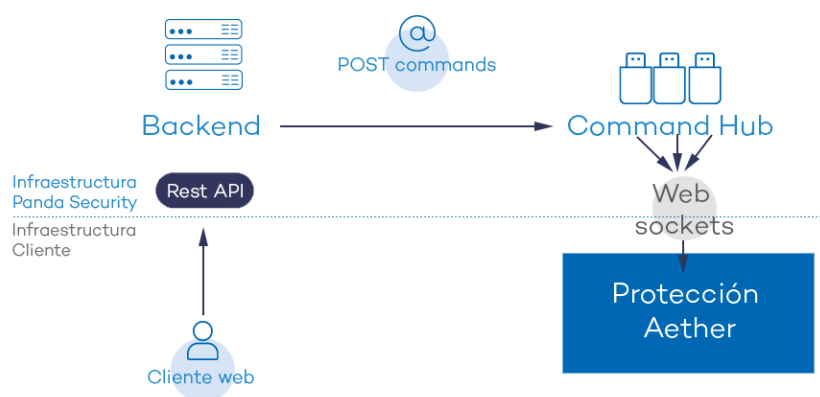 @
POST commands
Backend
Command Hub
Infraestructura
Panda Security
Rest API
Infraestructura
Cliente
Web
sockets
Protección
Aether
Cliente web